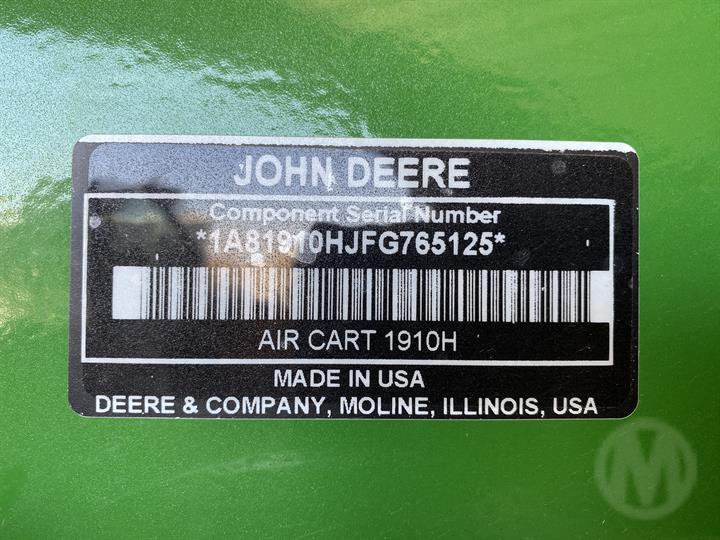 JOHN DEERE
Component Serial Number
*1A81910HJFG765125*
AIR CART 1910H
MADE IN USA
DEERE & COMPANY, MOLINE, ILLINOIS, USA
M